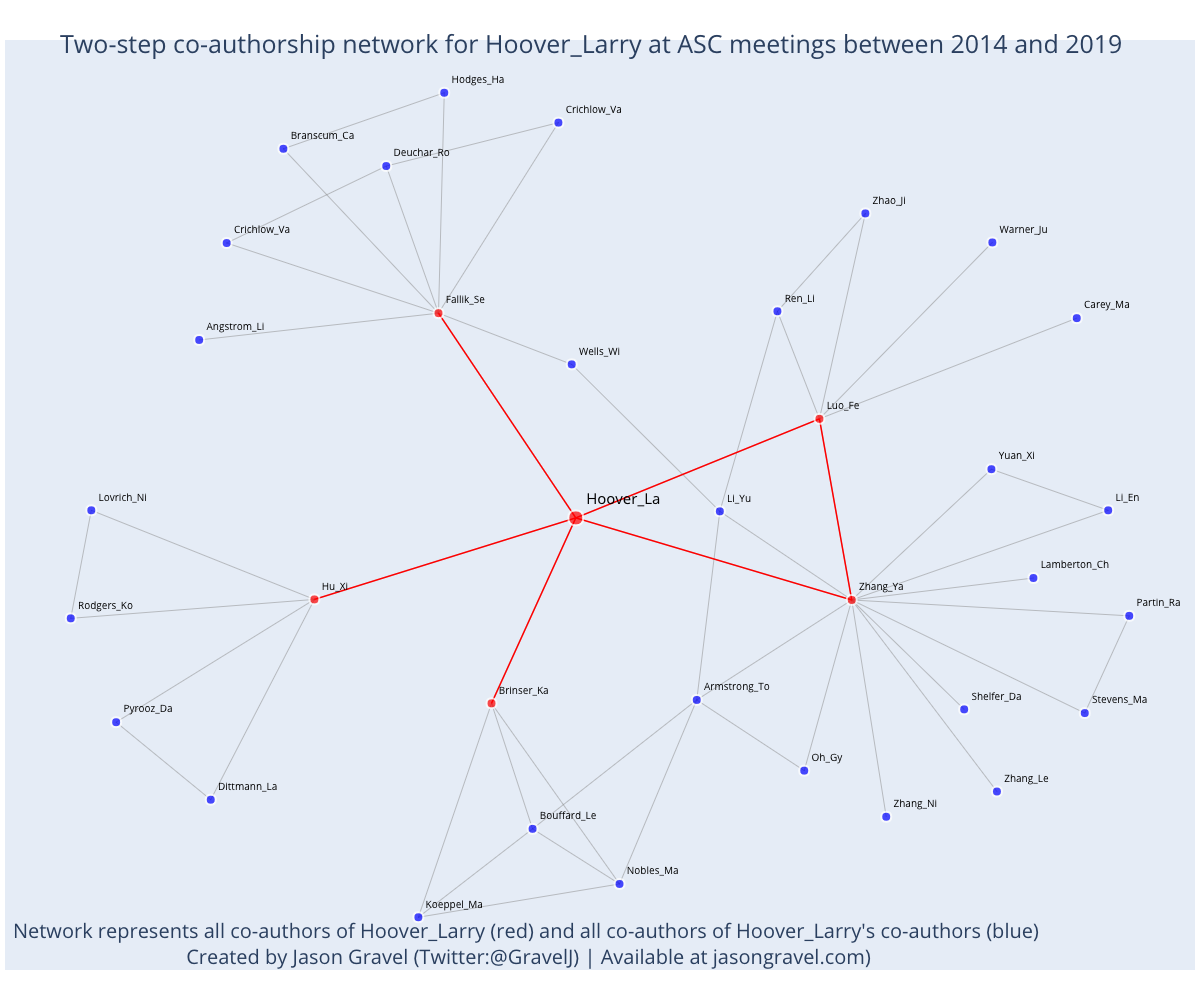 Two-step co-authorship network for Hoover_Larry at ASC meetings between 2014 and 2019
Hodges_Ha
Crichlow_Va
Branscum_Ca
Deuchar_Ro
Zhao_Ji
Crichlow_Va
Warner_Ju
Fallik_Se
Ren_Li
Carey_Ma
Angstrom_Li
Wells_Wi
Luo_Fe
Yuan_Xi
Lovrich_Ni
Hoover_La
Li_Yu
Li_En
Lamberton_Ch
Hu_Xi
Zhang_Ya
Rodgers_Ko
Partin_Ra
Brinser_Ka
Armstrong_To
Shelfer_Da
Stevens_Ma
Pyrooz_Da
Oh_Gy
Zhang_Le
Dittmann_La
Zhang_Ni
Bouffard_Le
Nobles_Ma
Koeppel_Ma
Network represents all co-authors of Hoover_Larry (red) and all co-authors of Hoover_Larry's co-authors (blue)
Created by Jason Gravel (Twitter:@GravelJ) | Available at jasongravel.com)